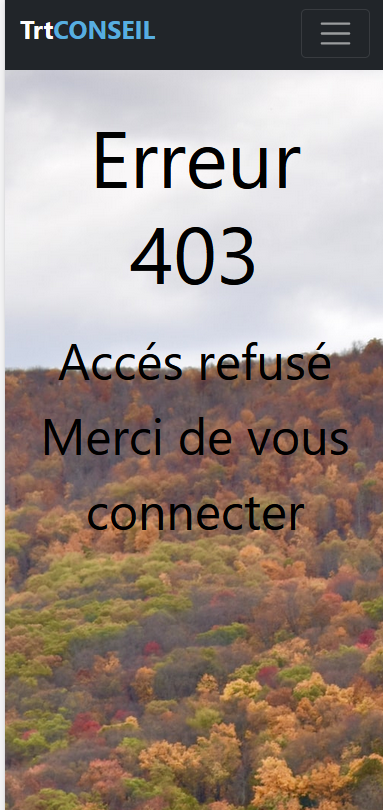 TrtCONSEIL
Erreur
403
Accés refusé
Merci de vous
connecter